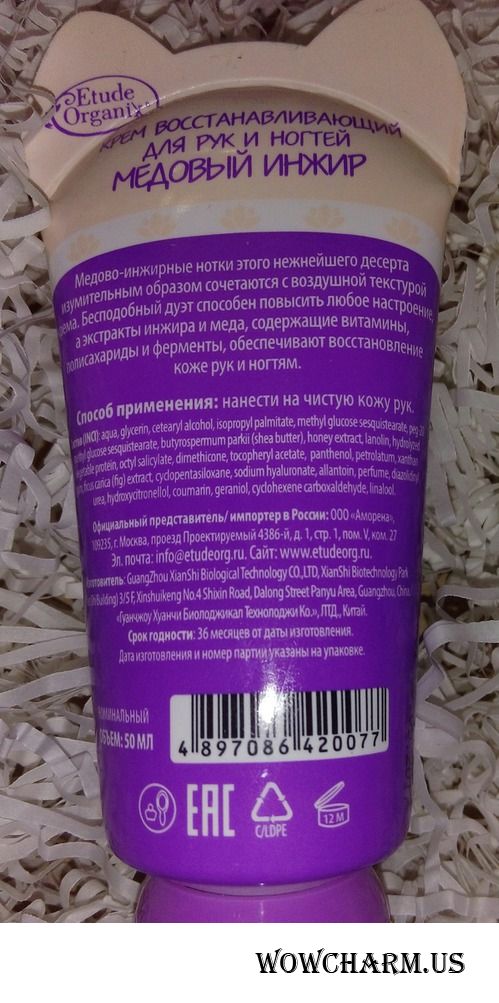 Etude
Organix
КРЕМ ВОССТАНАВЛИВАЮЩИЙ
ДЛЯ РУК И НОГТЕЙ
МЕДОВЫЙ ИНЖИР
Медово-инжирные нотки этого нежнейшего десерта
изумительным образом сочетаются с воздушной текстурой
рема. Бесподобный дуэт способен повысить любое настроение,
а экстракты инжира и меда, содержащие витамины,
полисахариды и ферменты, обеспечивают восстановление
коже рук и ногтям.
Способ применения: нанести на чистую кожу рук.
(INCI): aqua, glycerin, cetearyl alcohol, isopropyl palmitate, methyl glucose sesquistearate, peg-20
methyl glucose sesquistearate, butyrospermum parkii (shea butter), honey extract, lanolin, hydrolyzed
vegetable protein, octyl salicylate, dimethicone, tocopheryl acetate, panthenol, petrolatum, xanthan
ficus carica (fig) extract, cyclopentasiloxane, sodium hyaluronate, allantoin, perfume, diazolidinyl
urea, hydroxycitronellol, coumarin, geraniol, cyclohexene carboxaldehyde, linalool.
Официальный представитель/ импортер в России: ООО «Аморена»,
109235, г. Москва, проезд Проектируемый 4386-й, д. 1, стр. 1, пом. V, ком. 27
Эл. почта: info@etudeorg.ru. Сайт: www.etudeorg.ru.
Изготовитель: GuangZhou XianShi Biological Technology CO.,LTD, XianShi Biotechnology Park
Shi Building) 3/5 F, Xinshuikeng No.4 Shixin Road, Dalong Street Panyu Area, Guangzhou, China.
«Гуанчжоу Хуанчи Биолоджикал Технолоджи Ко.», ЛТД., Китай.
Срок годности: 36 месяцев от даты изготовления.
Дата изготовления и номер партии указаны на упаковке.
НОМИНАЛЬНЫЙ
ОБЪЕМ: 50 МЛ
4 897086 420077
EAC
C/LDPE
12 M
WOWCHARM.US